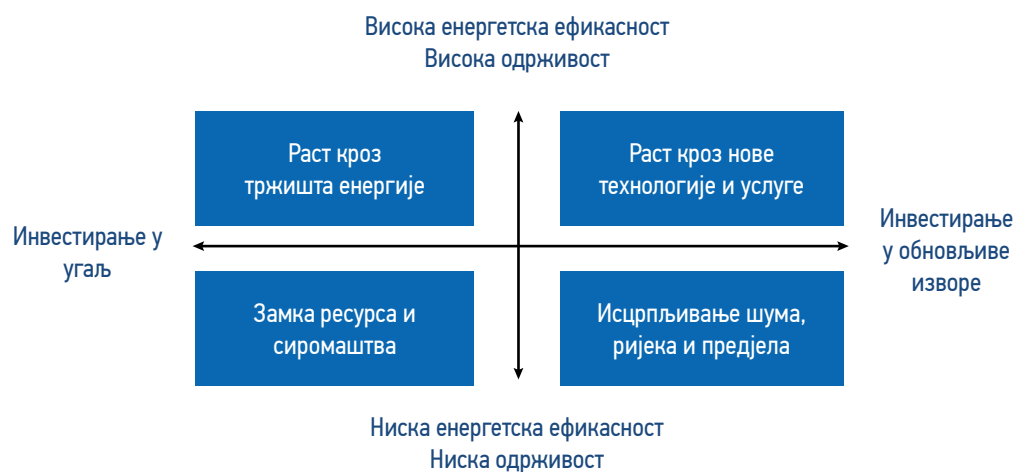 Висока енергетска ефикасност
Висока одрживост
Раст кроз
тржишта енергије
Раст кроз нове
технологије и услуге
Инвестирање у
угаљ
Инвестирање
у обновљиве
изворе
Замка ресурса и
сиромаштва
Исцрпљивање шума,
ријека и предјела
Ниска енергетска ефикасност
Ниска одрживост